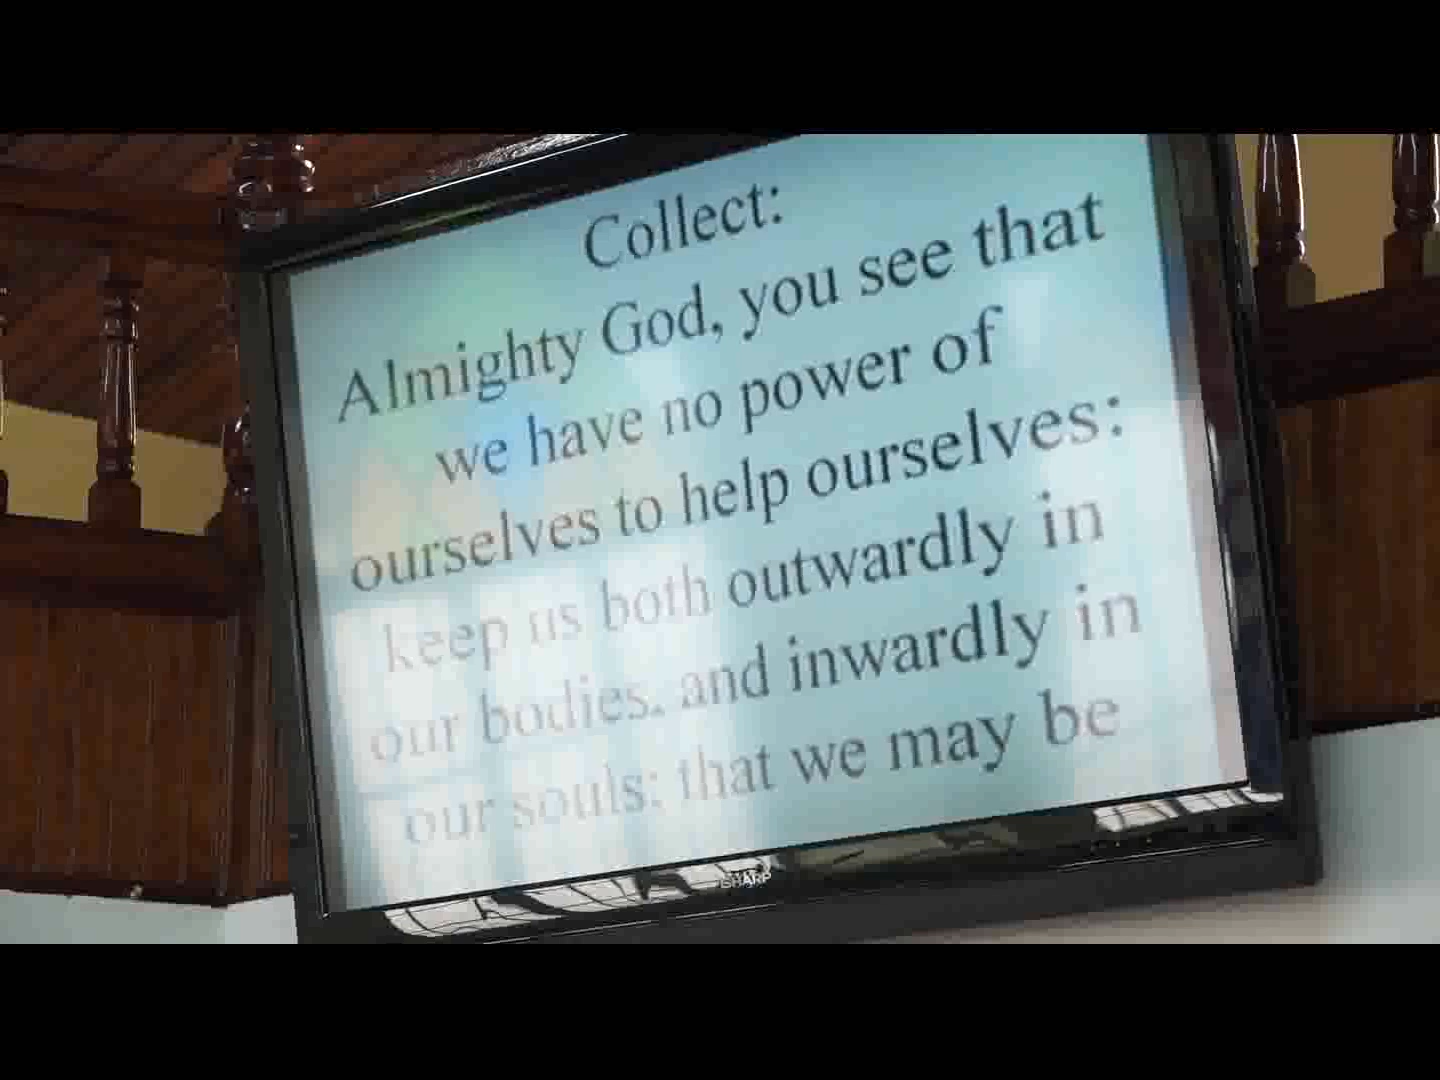 Collect:
Almighty God, you see that
we have no power of
ourselves to help ourselves:
keep us both outwardly in
our bodies, and inwardly in
our souls; that we may be
SHARP